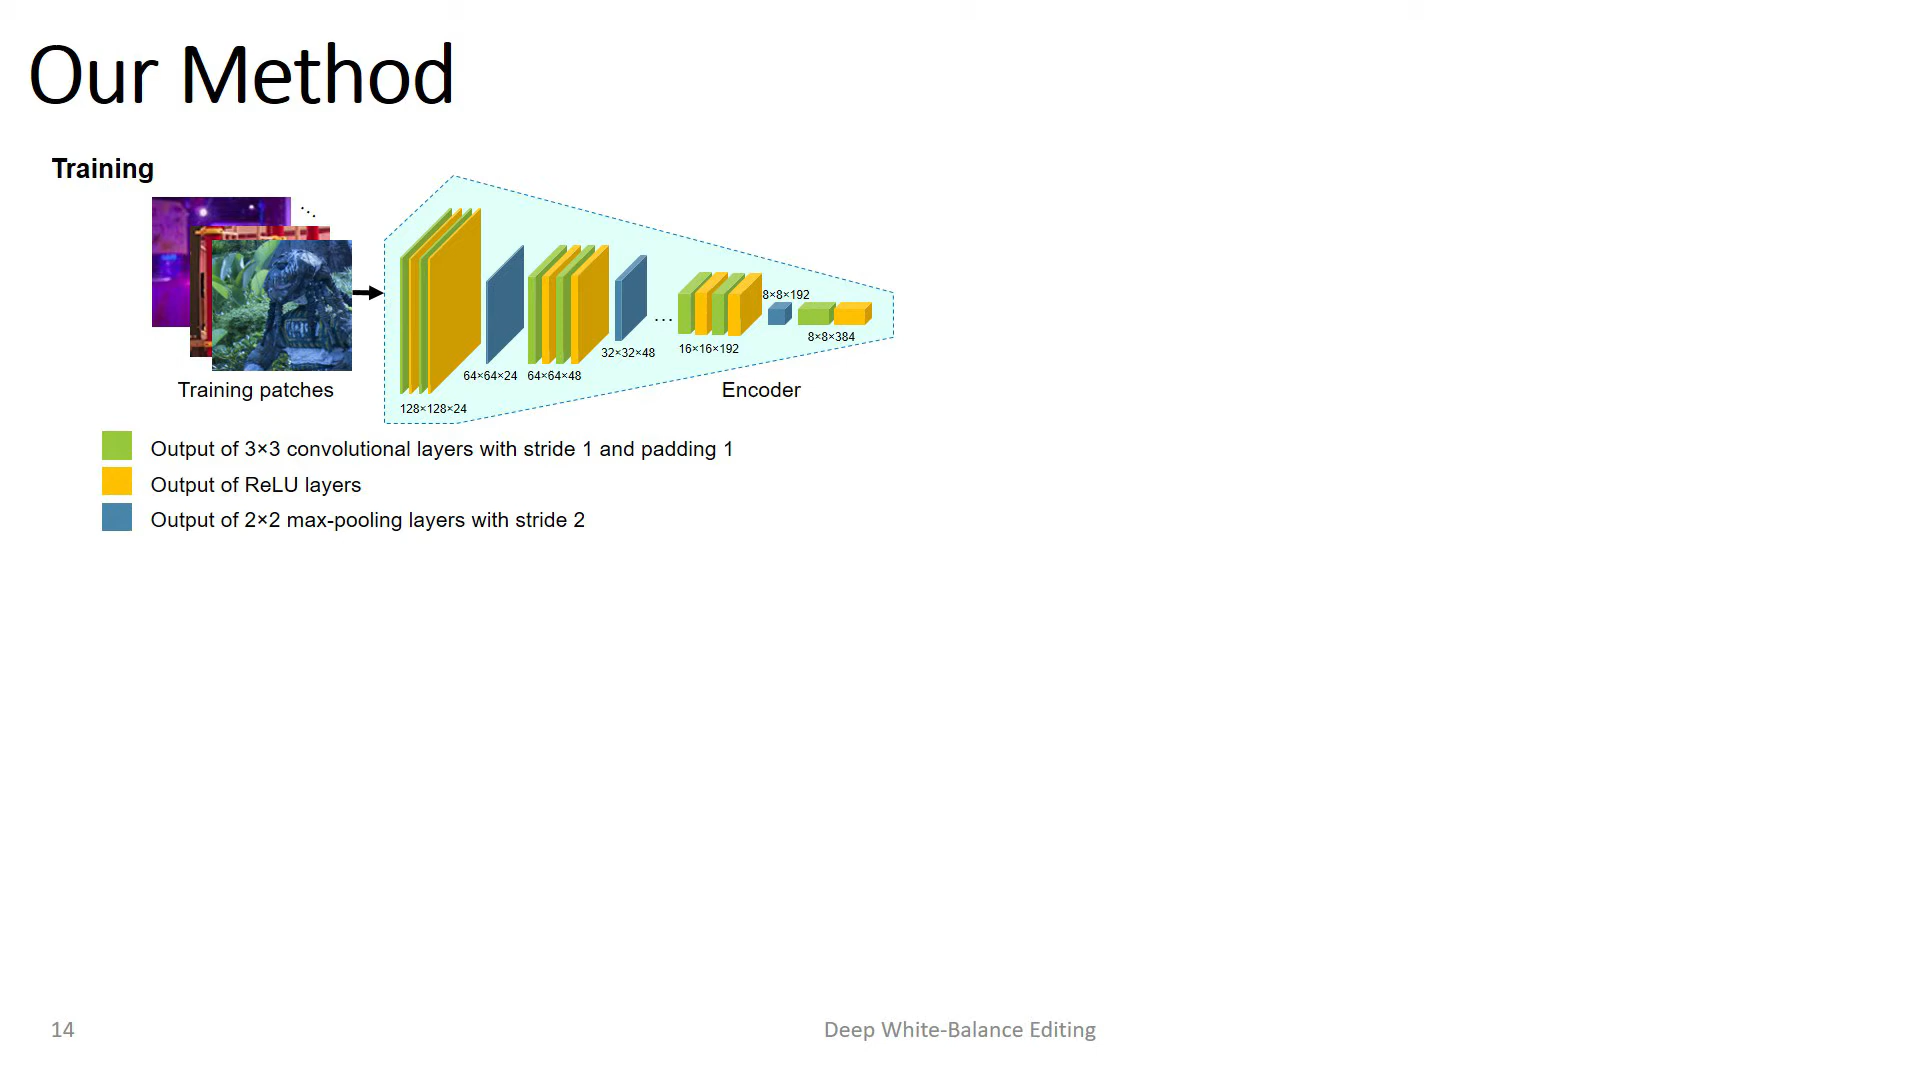 Our Method
Training
Training patches
128×128×24
64×64×24
64×64×48
32×32×48
...
16×16×192
8×8×192
8×8×384
Encoder
Output of 3×3 convolutional layers with stride 1 and padding 1
Output of ReLU layers
Output of 2×2 max-pooling layers with stride 2
14
Deep White-Balance Editing